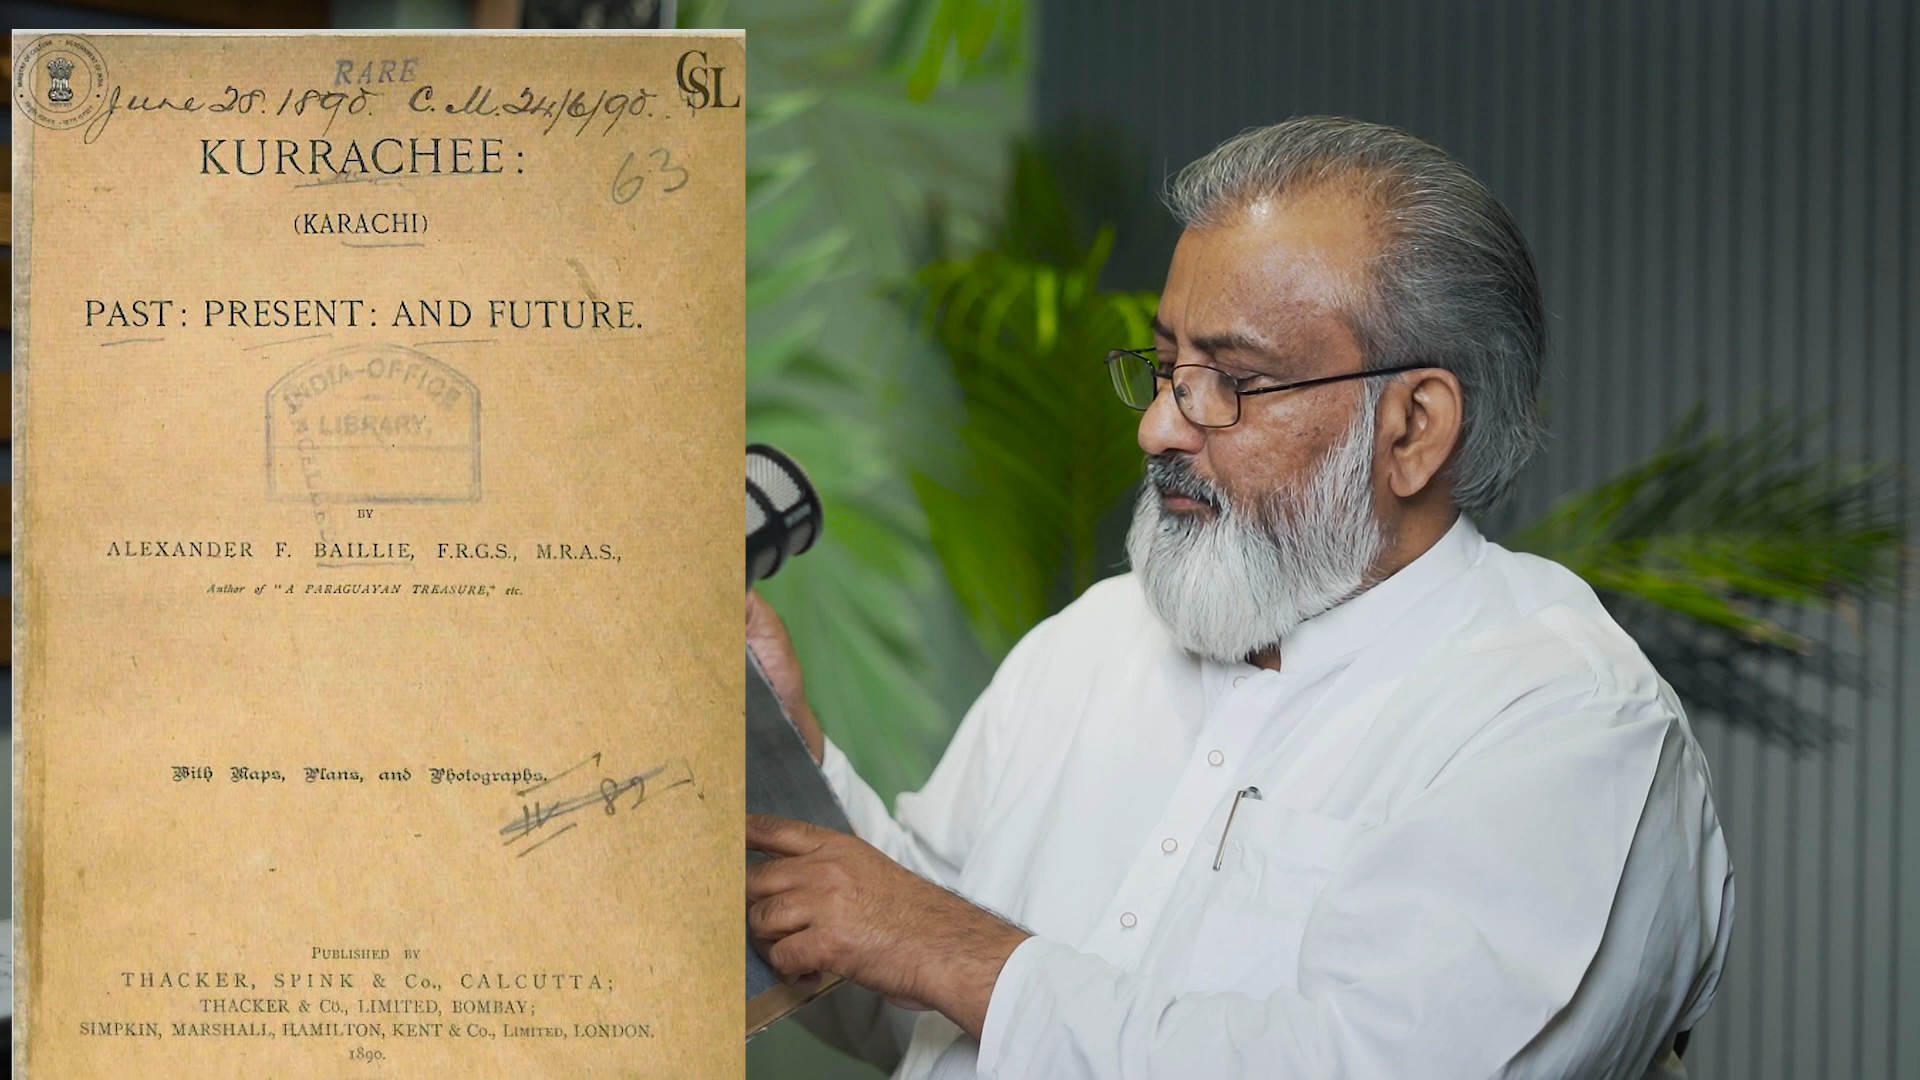 RARE
June 28. 1890. C. M. 24/6/90.
CSL
KURRACHEE:
63
(KARACHI)
PAST: PRESENT: AND FUTURE.
INDIA-OFFICE
LIBRARY.
BY
ALEXANDER F. BAILLIE, F.R.G.S., M.R.A.S.,
Author of "A PARAGUAYAN TREASURE," etc.
With Maps, Plans, and Photographs.
PUBLISHED BY
THACKER, SPINK & Co., CALCUTTA;
THACKER & Co., LIMITED, BOMBAY;
SIMPKIN, MARSHALL, HAMILTON, KENT & Co., LIMITED, LONDON.
1890.